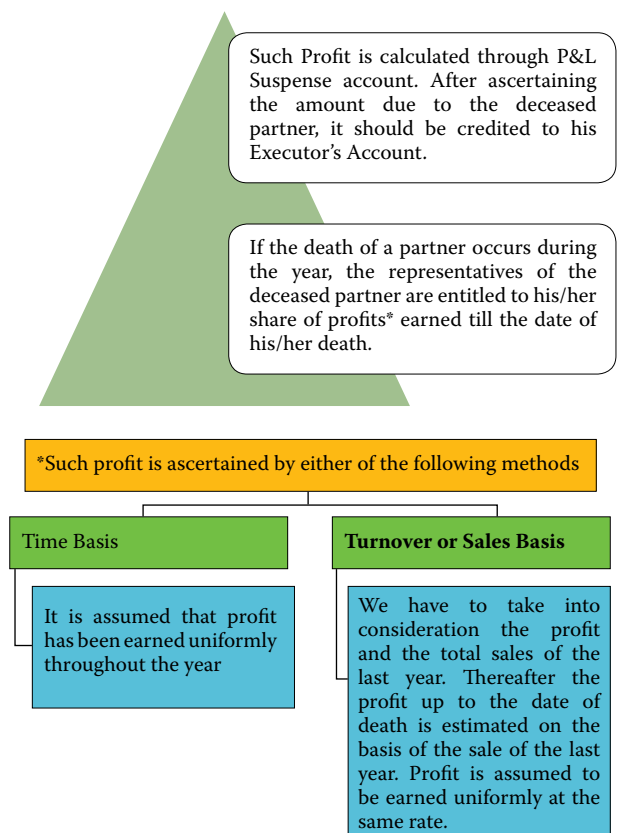 Such Profit is calculated through P&L
Suspense account. After ascertaining
the amount due to the deceased
partner, it should be credited to his
Executor's Account.
If the death of a partner occurs during
the year, the representatives of the
deceased partner are entitled to his/her
share of profits* earned till the date of
his/her death.
*Such profit is ascertained by either of the following methods
Time Basis
It is assumed that profit
has been earned uniformly
throughout the year
Turnover or Sales Basis
We have to take into
consideration the profit
and the total sales of the
last year. Thereafter the
profit up to the date of
death is estimated on the
basis of the sale of the last
year. Profit is assumed to
be earned uniformly at the
same rate.